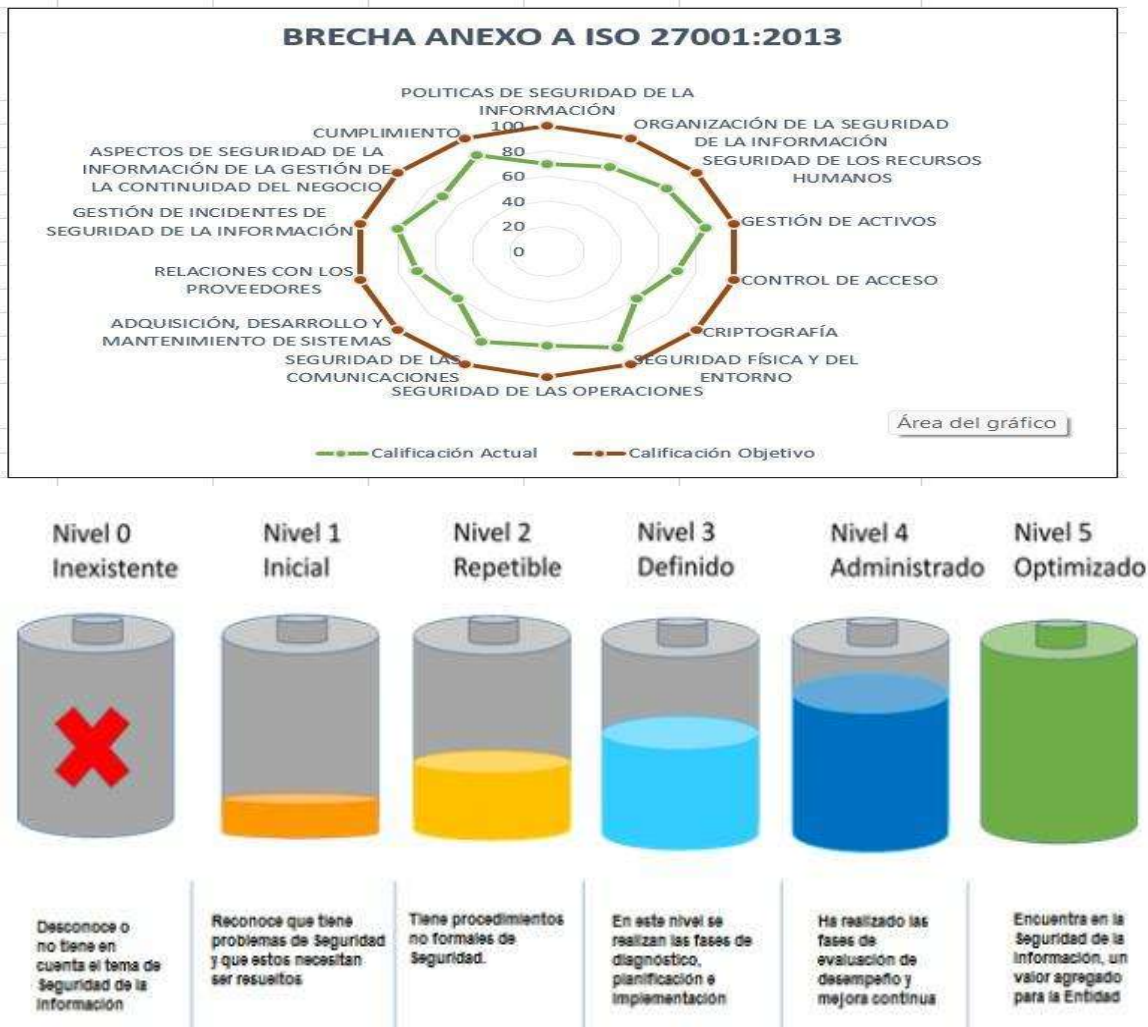 BRECHA ANEXO A ISO 27001:2013
POLITICAS DE SEGURIDAD DE LA
INFORMACIÓN
ORGANIZACIÓN DE LA SEGURIDAD
DE LA INFORMACIÓN
SEGURIDAD DE LOS RECURSOS
HUMANOS
GESTIÓN DE ACTIVOS
CONTROL DE ACCESO
CRIPTOGRAFÍA
SEGURIDAD FÍSICA Y DEL
ENTORNO
SEGURIDAD DE LAS OPERACIONES
SEGURIDAD DE LAS
COMUNICACIONES
ADQUISICIÓN, DESARROLLO Y
MANTENIMIENTO DE SISTEMAS
RELACIONES CON LOS
PROVEEDORES
GESTIÓN DE INCIDENTES DE
SEGURIDAD DE LA INFORMACIÓN
ASPECTOS DE SEGURIDAD DE LA
INFORMACIÓN DE LA GESTIÓN DE
LA CONTINUIDAD DEL NEGOCIO
CUMPLIMIENTO
100
80
60
40
20
0
Área del gráfico
Calificación Actual
Calificación Objetivo
Nivel 0
Inexistente
Nivel 1
Inicial
Nivel 2
Repetible
Nivel 3
Definido
Nivel 4
Administrado
Nivel 5
Optimizado
Desconoce o
no tiene en
cuenta el tema de
Seguridad de la
Información
Reconoce que tiene
problemas de Seguridad
y que estos necesitan
ser resueltos
Tiene procedimientos
no formales de
Seguridad.
En este nivel se
realizan las fases de
diagnóstico,
planificación e
Implementación
Ha realizado las
fases de
evaluación de
desempeño y
mejora continua
Encuentra en la
Seguridad de la
Información, un
valor agregado
para la Entidad